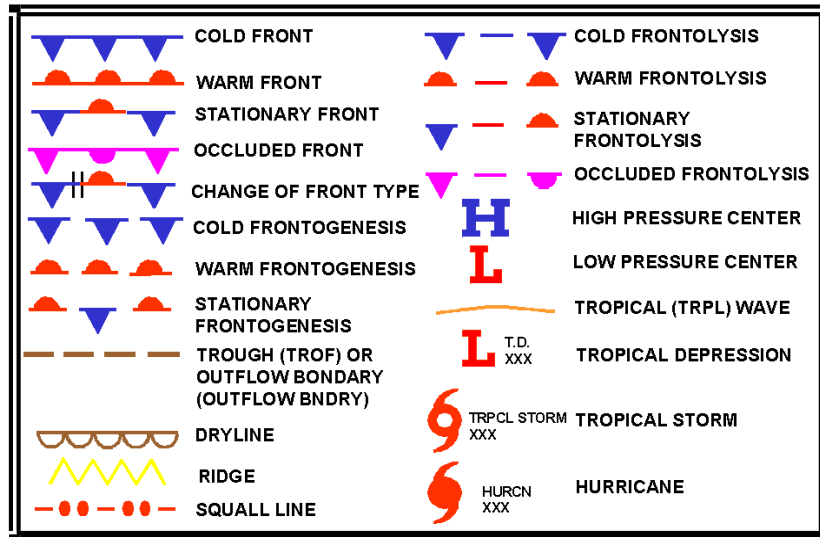 COLD FRONT
WARM FRONT
STATIONARY FRONT
OCCLUDED FRONT
CHANGE OF FRONT TYPE
COLD FRONTOGENESIS
WARM FRONTOGENESIS
STATIONARY
FRONTOGENESIS
TROUGH (TROF) OR
OUTFLOW BONDARY
(OUTFLOW BNDRY)
DRYLINE
RIDGE
SQUALL LINE
COLD FRONTOLYSIS
WARM FRONTOLYSIS
STATIONARY
FRONTOLYSIS
OCCLUDED FRONTOLYSIS
H HIGH PRESSURE CENTER
L LOW PRESSURE CENTER
TROPICAL (TRPL) WAVE
L T.D.
XXX
TROPICAL DEPRESSION
TRPCL STORM
XXX
TROPICAL STORM
HURCN
XXX
HURRICANE